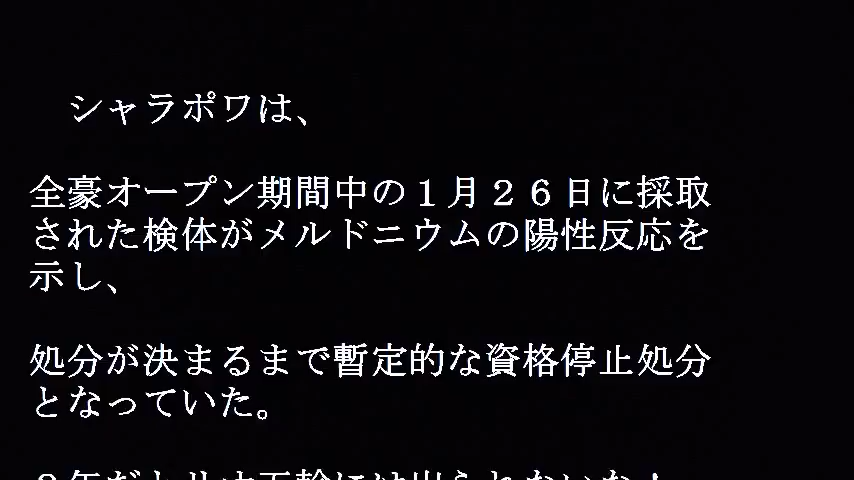 シャラポワは、
全豪オープン期間中の１月２６日に採取
された検体がメルドニウムの陽性反応を
示し、
処分が決まるまで暫定的な資格停止処分
となっていた。